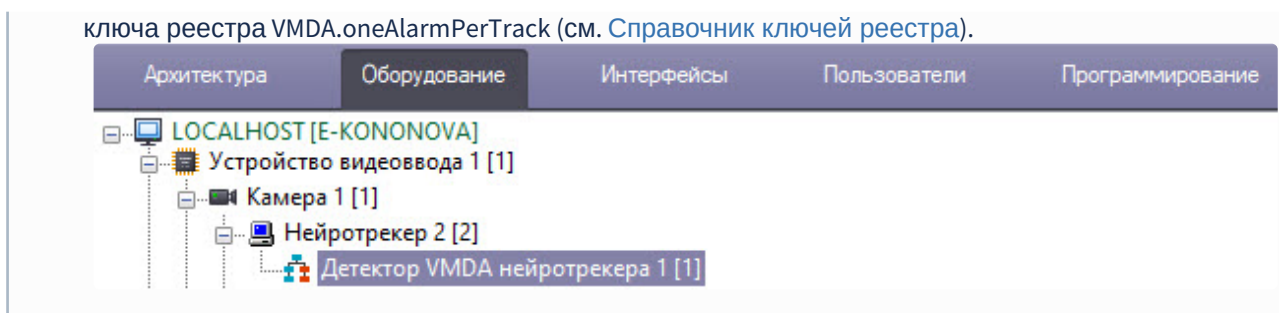 ключа реестра VMDA.oneAlarmPerTrack (см. Справочник ключей реестра).
Архитектура Оборудование Интерфейсы Пользователи Программирование
LOCALHOST [E-KONONOVA]
Устройство видеоввода 1 [1]
Камера 1 [1]
Нейротрекер 2 [2]
Детектор VMDA нейротрекера 1 [1]